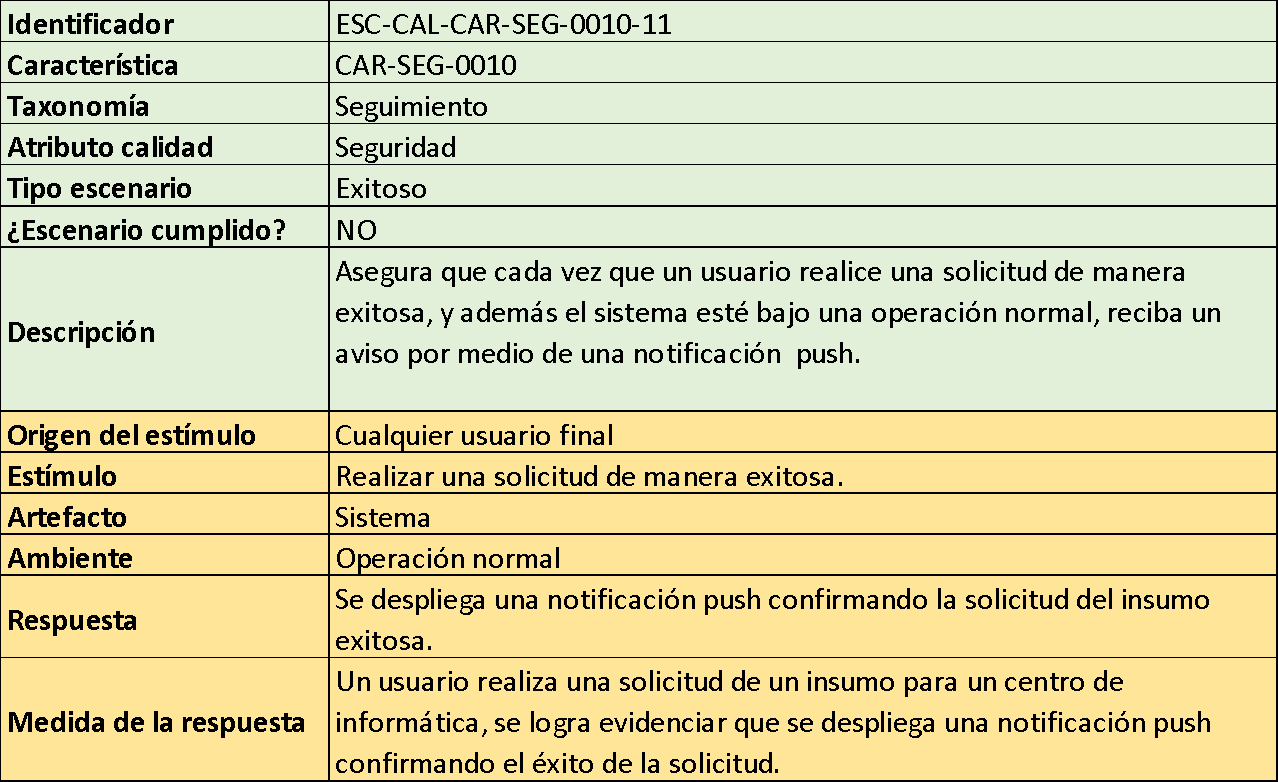 Identificador ESC-CAL-CAR-SEG-0010-11
Característica CAR-SEG-0010
Taxonomía Seguimiento
Atributo calidad Seguridad
Tipo escenario Exitoso
¿Escenario cumplido? NO
Descripción
Asegura que cada vez que un usuario realice una solicitud de manera
exitosa, y además el sistema esté bajo una operación normal, reciba un
aviso por medio de una notificación  push.
Origen del estímulo Cualquier usuario final
Estímulo Realizar una solicitud de manera exitosa.
Artefacto Sistema
Ambiente Operación normal
Respuesta
Se despliega una notificación push confirmando la solicitud del insumo
exitosa.
Medida de la respuesta
Un usuario realiza una solicitud de un insumo para un centro de
informática, se logra evidenciar que se despliega una notificación push
confirmando el éxito de la solicitud.